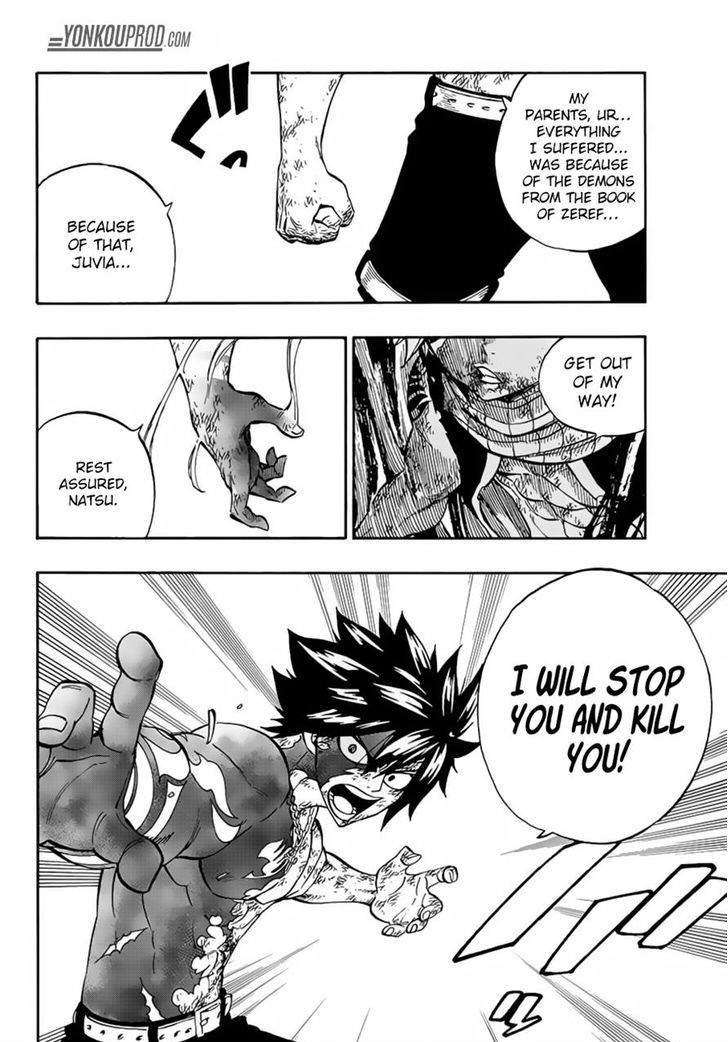 =YONKOUPROD.COM
MY
PARENTS, UR...
EVERYTHING
I SUFFERED...
WAS BECAUSE
OF THE DEMONS
FROM THE BOOK
OF ZEREF...
BECAUSE
OF THAT,
JUVIA...
GET OUT
OF MY
WAY!
REST
ASSURED,
NATSU.
I WILL STOP
YOU AND KILL
YOU!